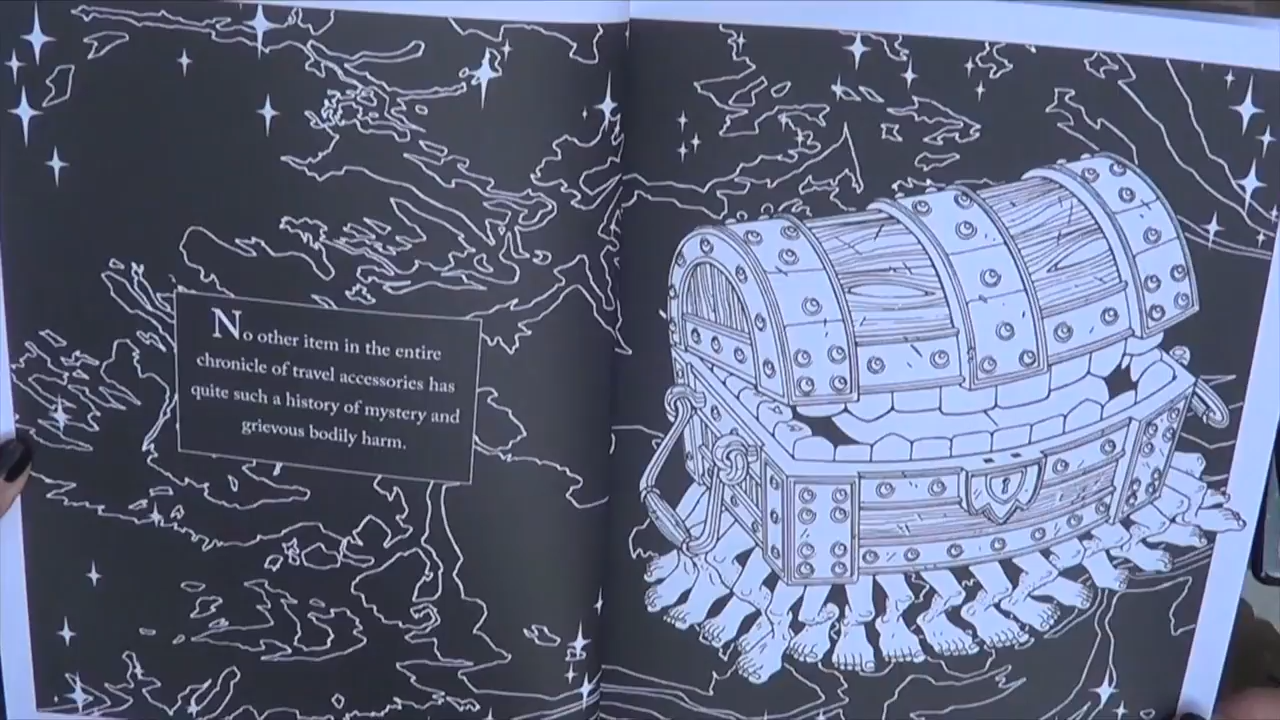 No other item in the entire
chronicle of travel accessories has
quite such a history of mystery and
grievous bodily harm.